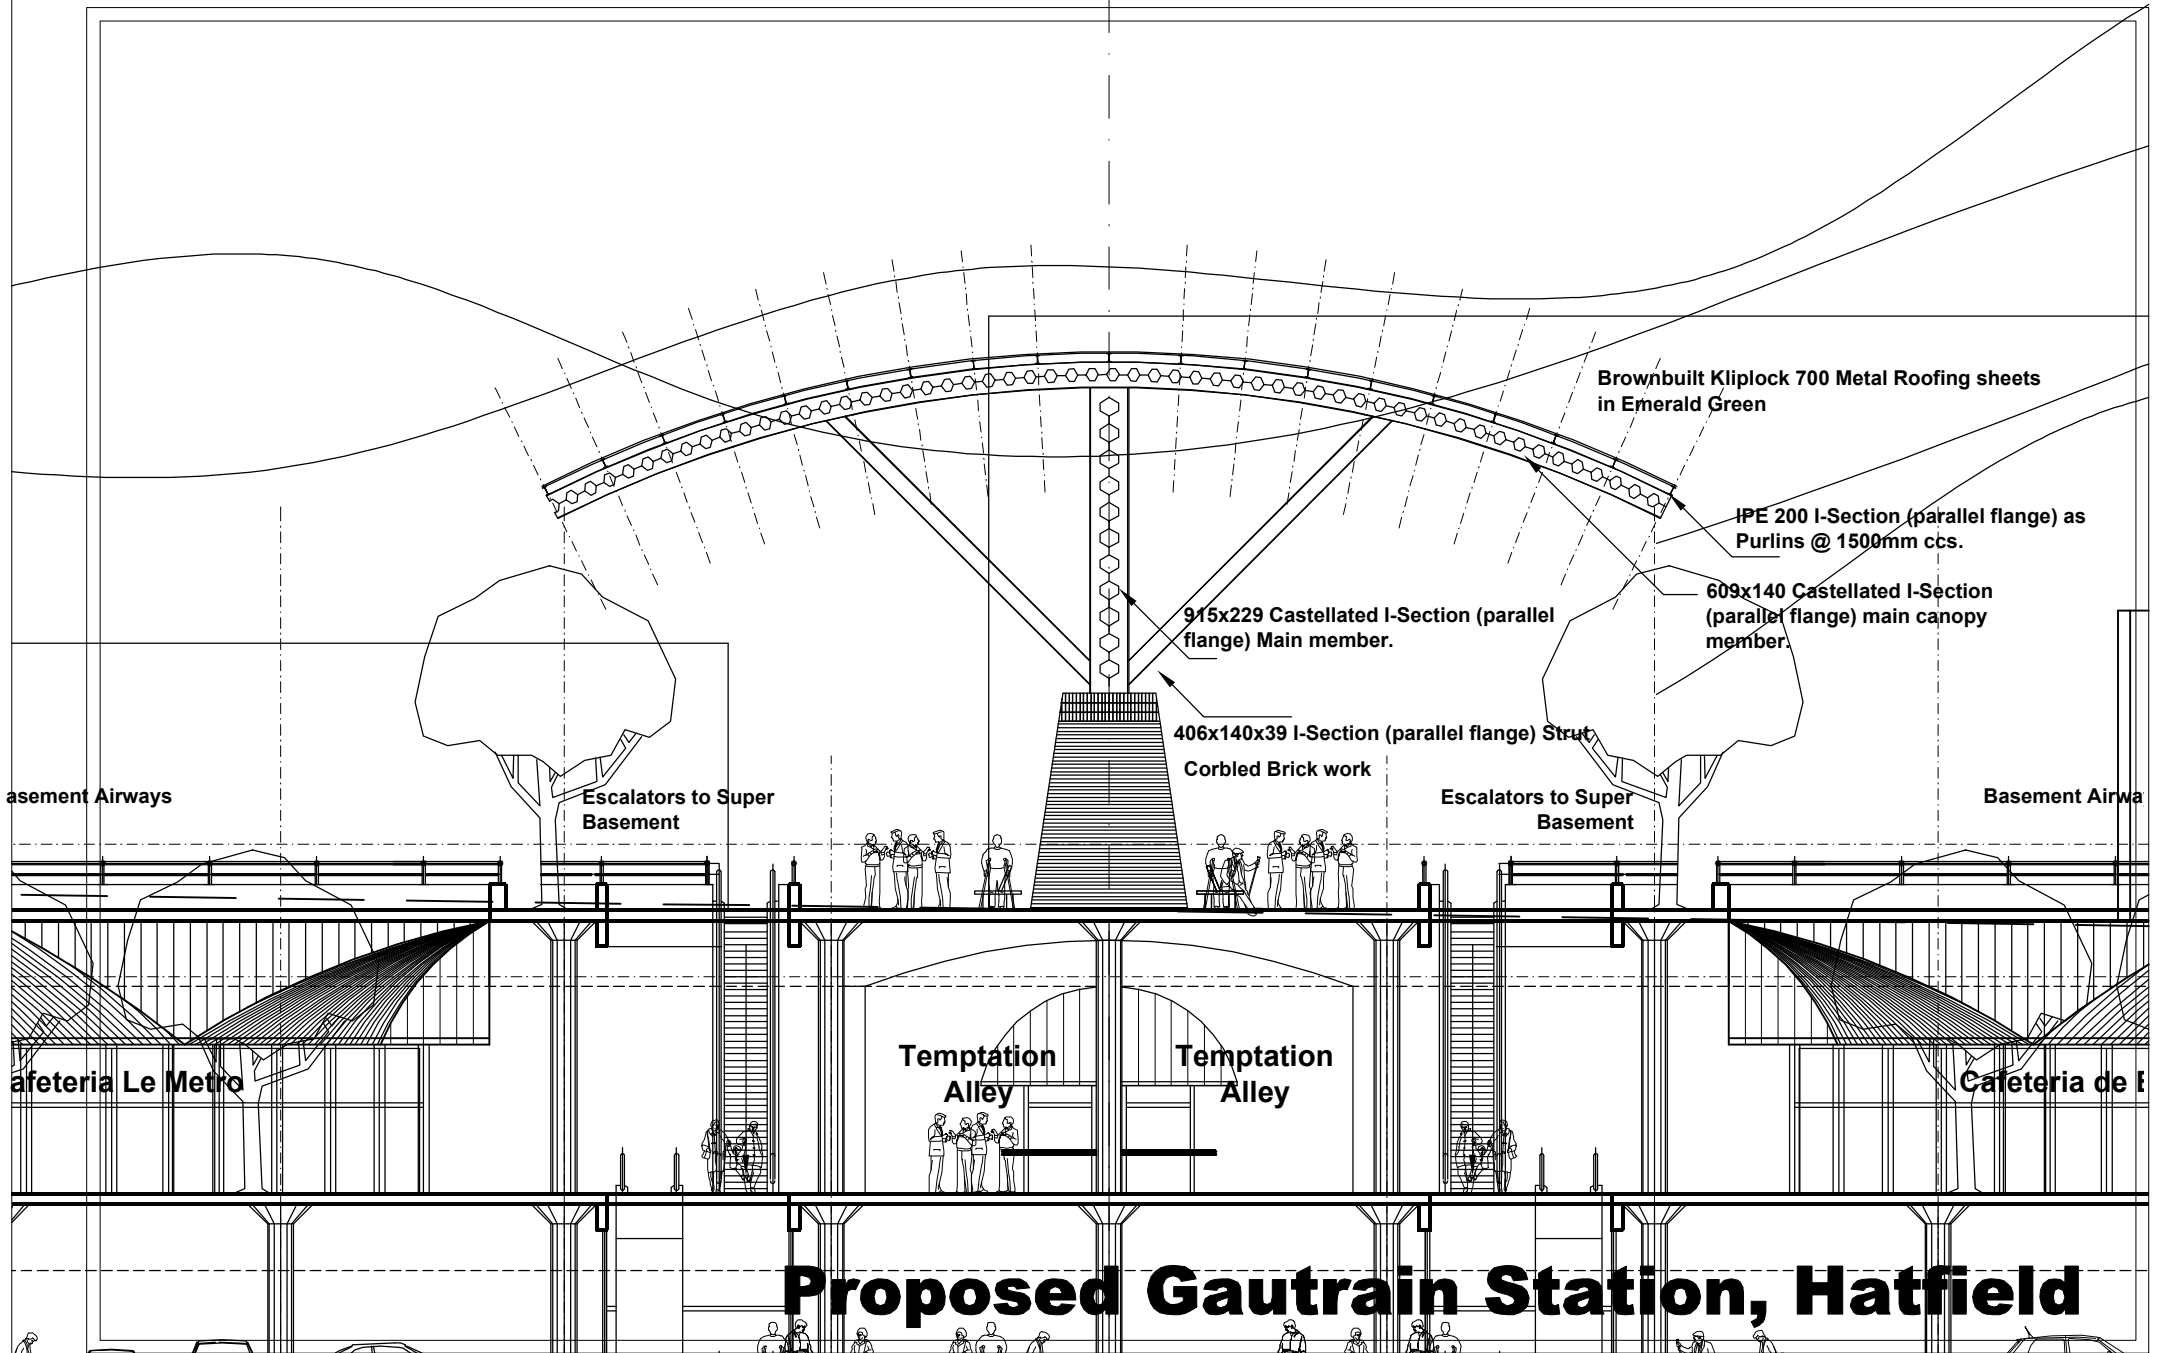 Brownbuilt Kliplock 700 Metal Roofing sheets
in Emerald Green
IPE 200 I-Section (parallel flange) as
Purlins @ 1500mm ccs.
609x140 Castellated I-Section
(parallel flange) main canopy
member.
915x229 Castellated I-Section (parallel
flange) Main member.
406x140x39 I-Section (parallel flange) Strut
Corbled Brick work
asement Airways
Escalators to Super
Basement
Escalators to Super
Basement
Basement Airwa
Temptation
Alley
Temptation
Alley
afeteria Le Metro
Cafeteria de
Proposed Gautrain Station, Hatfield